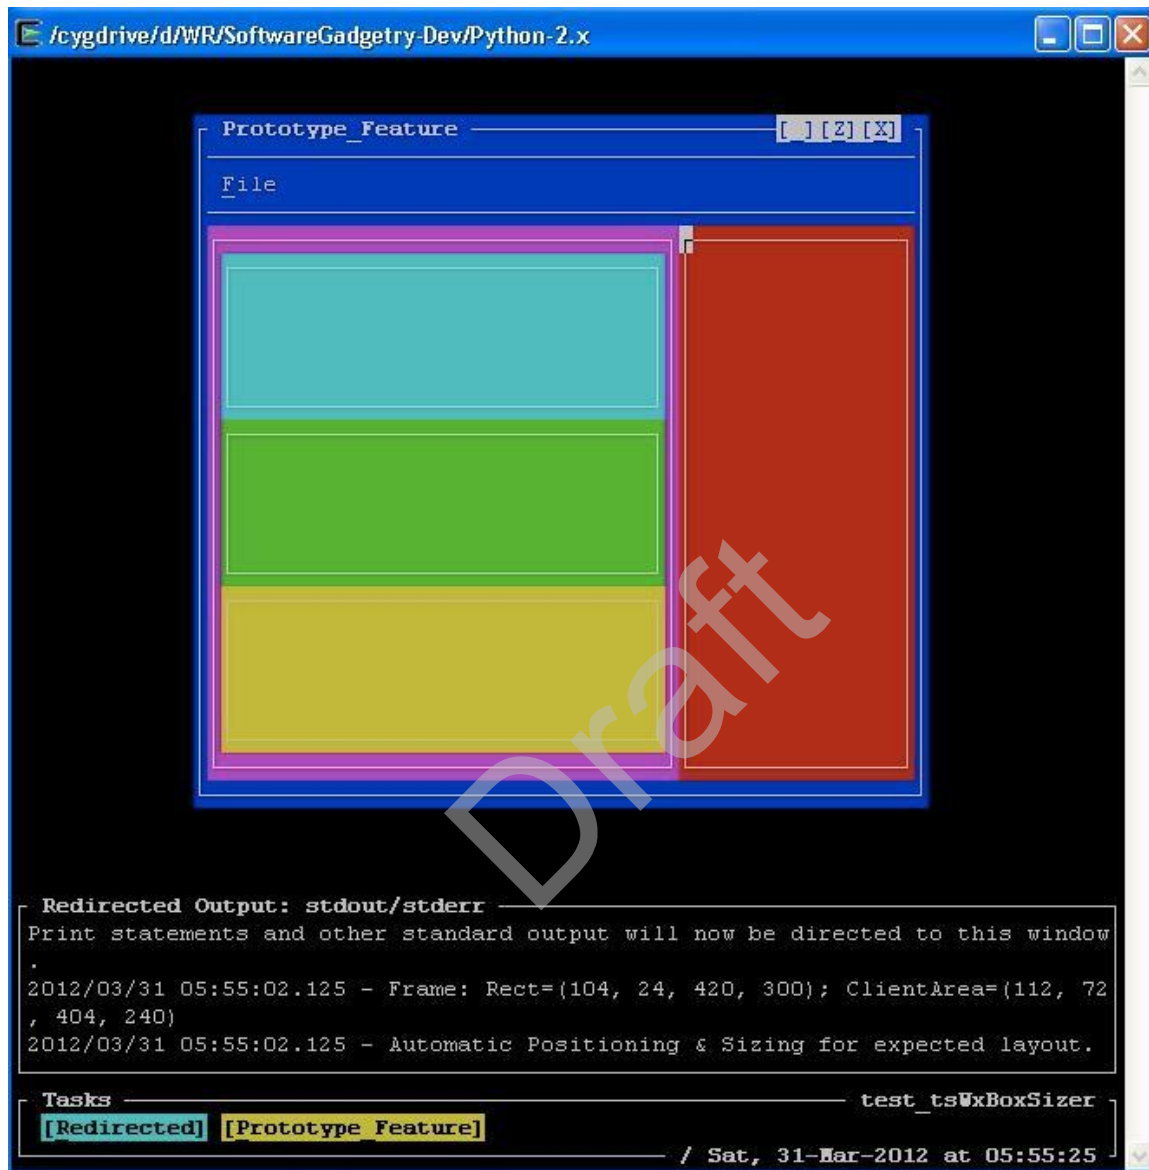 /cygdrive/d/WR/SoftwareGadgetry-Dev/Python-2.x
Prototype_Feature [_][Z][X]
File
Draft
Redirected Output: stdout/stderr
Print statements and other standard output will now be directed to this window
.
2012/03/31 05:55:02.125 - Frame: Rect=(104, 24, 420, 300); ClientArea=(112, 72
, 404, 240)
2012/03/31 05:55:02.125 - Automatic Positioning & Sizing for expected layout.
Tasks test_tsWxBoxSizer
[Redirected] [Prototype_Feature]
/ Sat, 31-Mar-2012 at 05:55:25